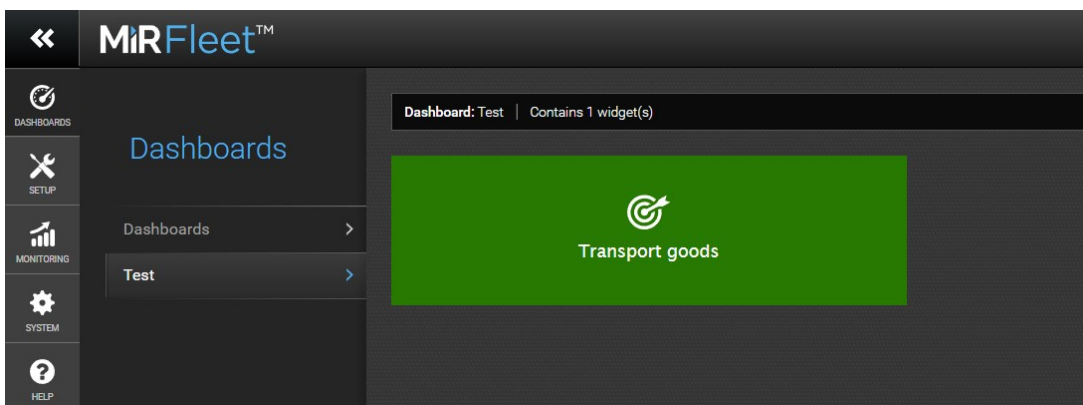 MiRFleet™
DASHBOARDS
SETUP
MONITORING
SYSTEM
HELP
Dashboards
Dashboards
Test
Dashboard: Test | Contains 1 widget(s)
Transport goods